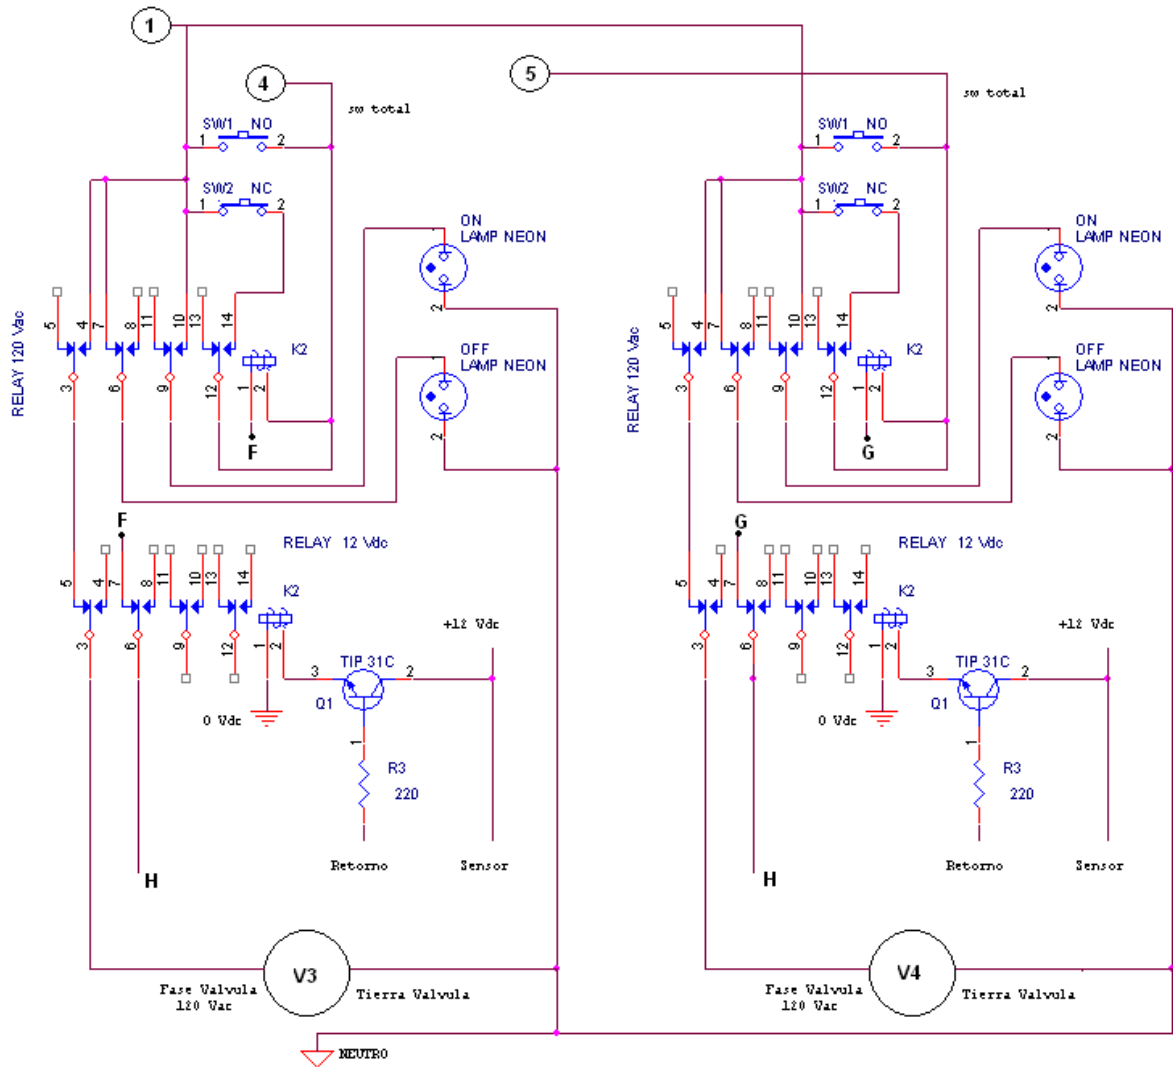 1
4
5
sw total
sw total
SW1 NO
1 2
SW1 NO
1 2
SW2 NC
1 2
SW2 NC
1 2
ON
LAMP NEON
ON
LAMP NEON
2
2
5 4 7 8 11 10 13 14
5 4 7 8 11 10 13 14
RELAY 120 Vac
RELAY 120 Vac
K2
K2
OFF
LAMP NEON
OFF
LAMP NEON
3 6 9 12 1 2
3 6 9 12 1 2
2
2
F
G
F
G
RELAY 12 Vdc
RELAY 12 Vdc
5 4 7 8 11 10 13 14
5 4 7 8 11 10 13 14
K2
K2
3 6 9 12 1 2
3 6 9 12 1 2
+12 Vdc
+12 Vdc
TIP 31C
3 2
TIP 31C
3 2
Q1
Q1
0 Vdc
0 Vdc
1
1
R3
220
R3
220
Retorno
Sensor
Retorno
Sensor
H
H
V3
V4
Fase Valvula
120 Vac
Tierra Valvula
Fase Valvula
120 Vac
Tierra Valvula
NEUTRO